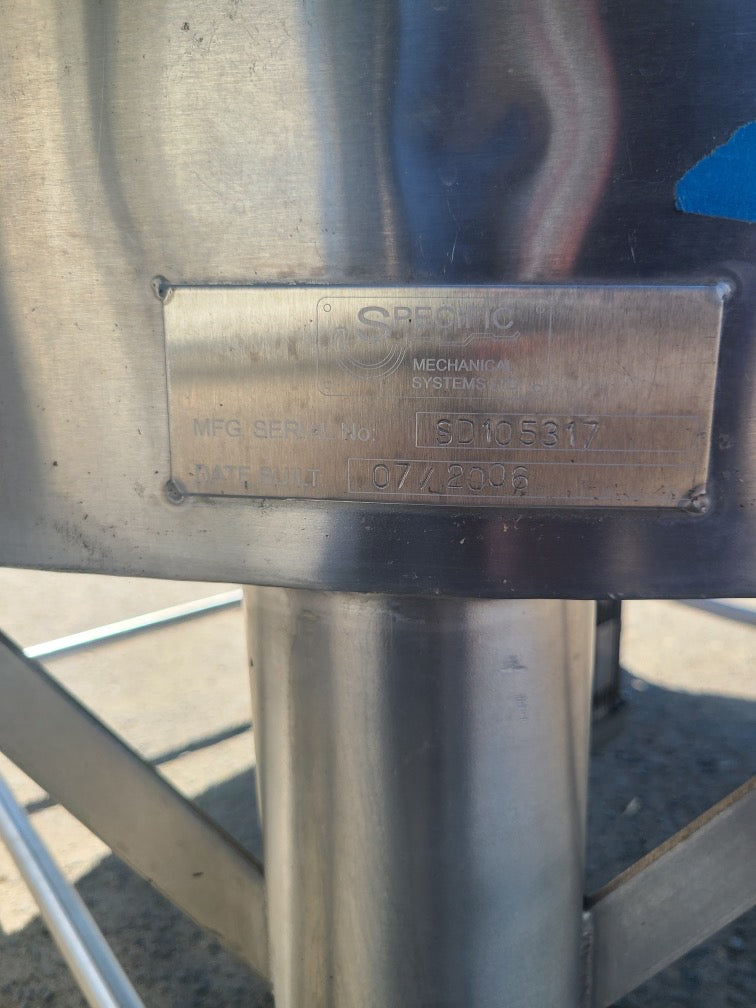 SPECIFIC
MECHANICAL
SYSTEMS
MFG. SERIAL No:
SD105317
DATE BUILT
07/2006